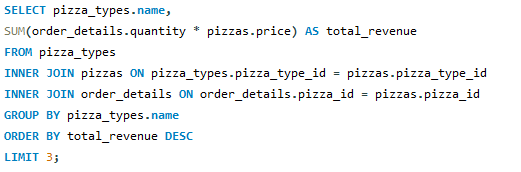 SELECT pizza_types.name,
SUM(order_details.quantity * pizzas.price) AS total_revenue
FROM pizza_types
INNER JOIN pizzas ON pizza_types.pizza_type_id = pizzas.pizza_type_id
INNER JOIN order_details ON order_details.pizza_id = pizzas.pizza_id
GROUP BY pizza_types.name
ORDER BY total_revenue DESC
LIMIT 3;